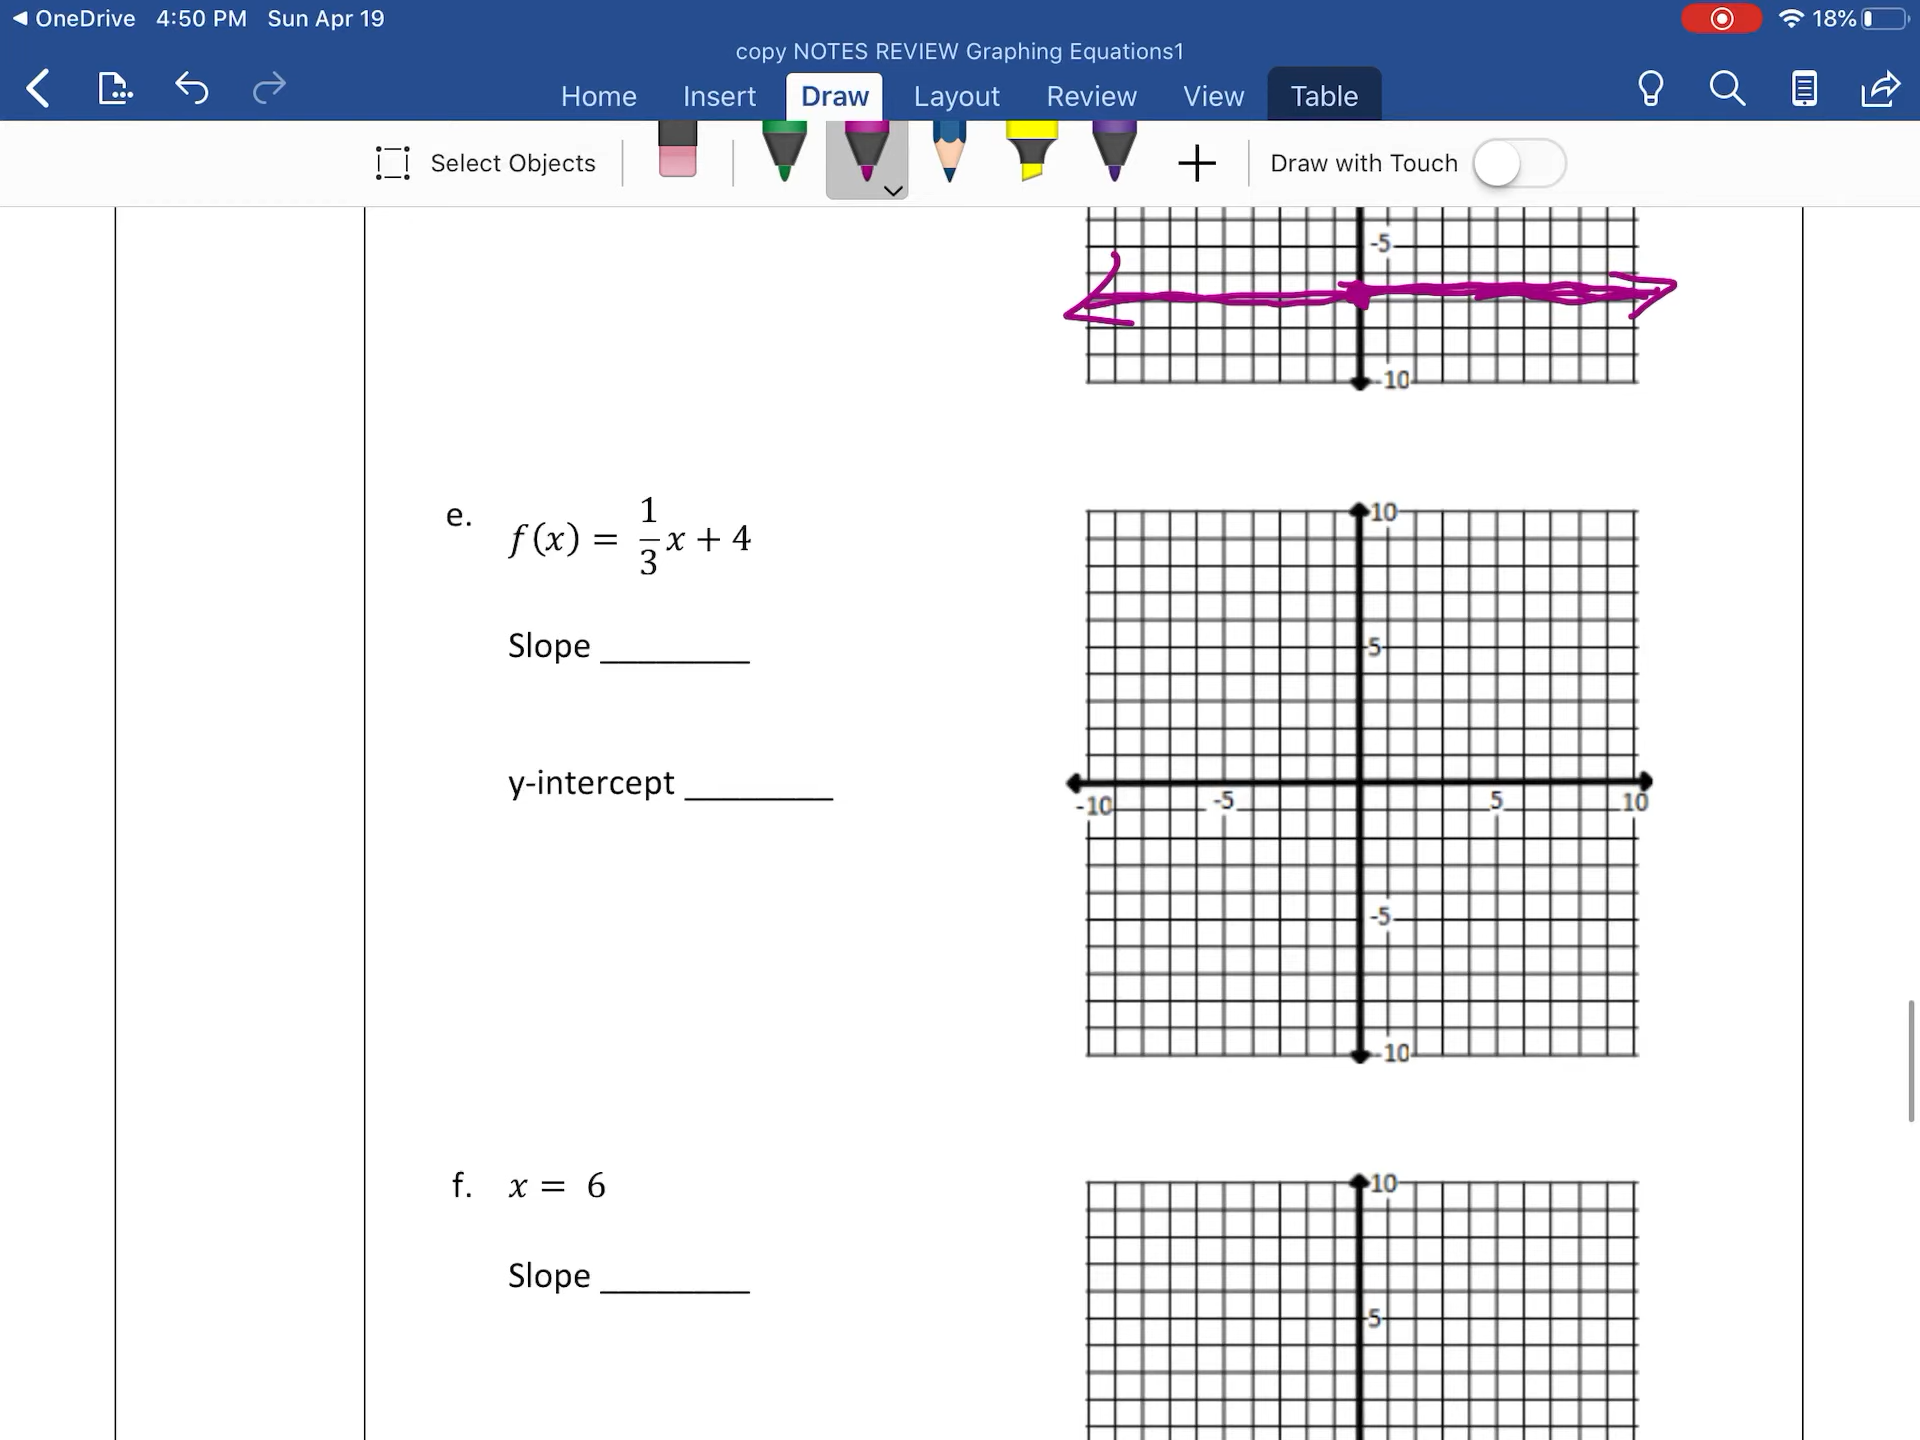 OneDrive 4:50 PM Sun Apr 19 18%
copy NOTES REVIEW Graphing Equations1
Home Insert Draw Layout Review View Table
Select Objects Draw with Touch
-5
-10
e. f(x) = 1/3 x + 4
10
Slope ________
5
y-intercept ________
-10 -5 5 10
-5
-10
f. x = 6
10
Slope ________
5